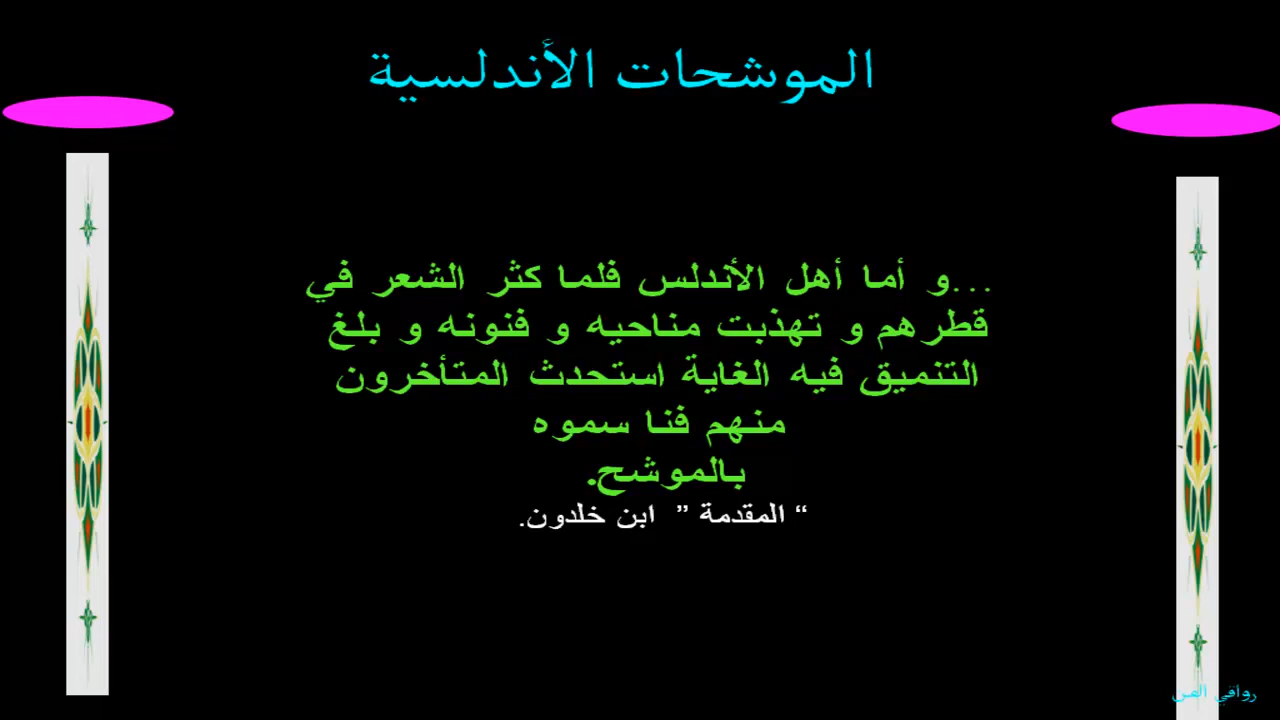 الموشحات الأندلسية
...و أما أهل الأندلس فلما كثر الشعر في
قطرهم و تهذبت مناحيه و فنونه و بلغ
التنميق فيه الغاية استحدث المتأخرون
منهم فنا سموه
بالموشح.
“ المقدمة ” ابن خلدون.
روافي